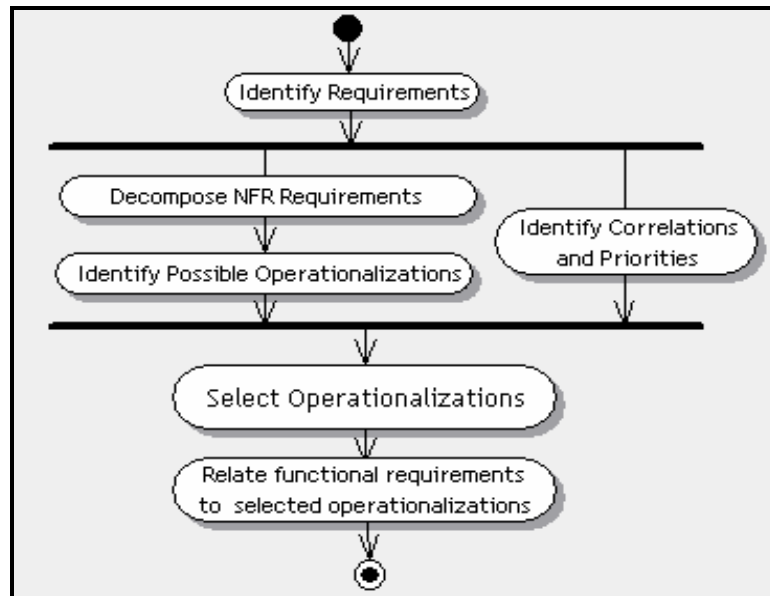 Identify Requirements
Decompose NFR Requirements
Identify Possible Operationalizations
Identify Correlations
and Priorities
Select Operationalizations
Relate functional requirements
to selected operationalizations